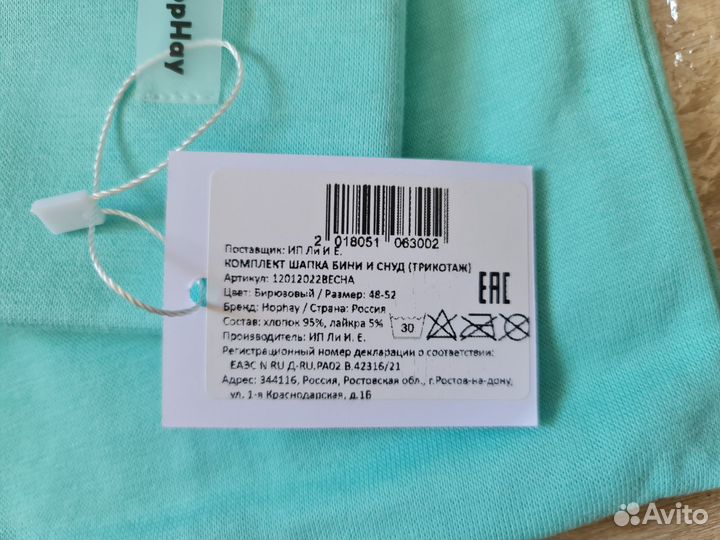 opHay
2 018051 063002
Поставщик: ИП Ли И Е.
КОМПЛЕКТ ШАПКА БИНИ И СНУД (ТРИКОТАЖ)
Артикул: 12012022ВЕСНА
Цвет: Бирюзовый / Размер: 48-52
Бренд: Hophay / Страна: Россия
Состав: хлопок 95%, лайкра 5%
30
Производитель: ИП Ли И. Е.
Регистрационный номер декларации о соответствии:
ЕАЭС N RU Д-RU.РА02.В.42316/21
Адрес: 344116, Россия, Ростовская обл., г.Ростов-на-дону,
ул. 1-я Краснодарская, д.16
EAC
Avito